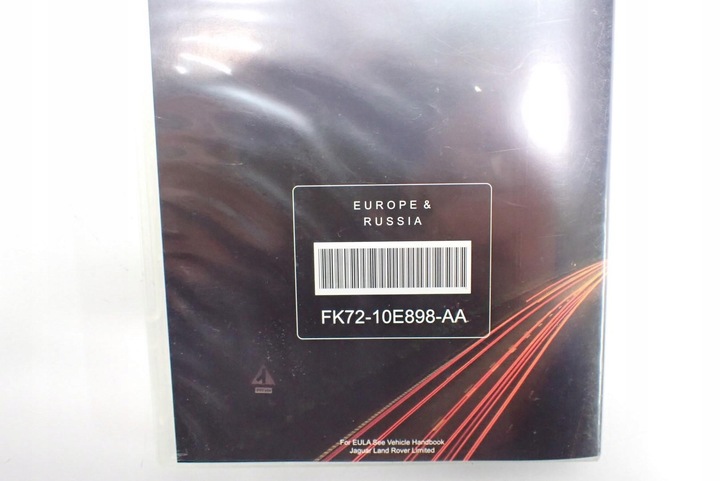 EUROPE &
RUSSIA
FK72-10E898-AA
For EULA See Vehicle Handbook
Jaguar Land Rover Limited